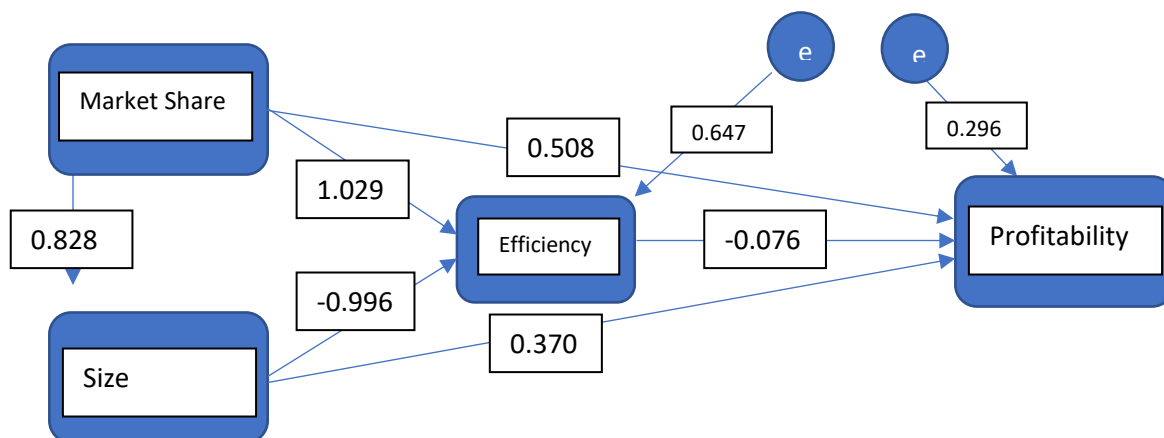 e
e
Market Share
0.647
0.296
0.508
1.029
0.828
Efficiency
-0.076
Profitability
-0.996
0.370
Size